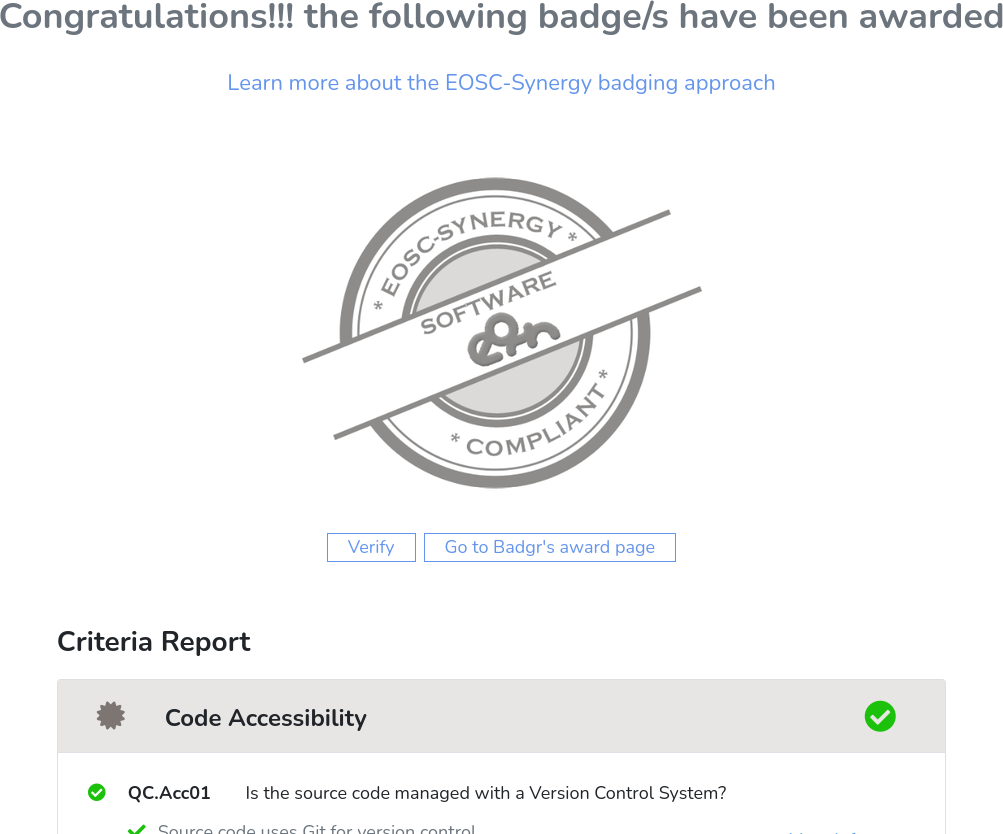 Congratulations!!! the following badge/s have been awarded
Learn more about the EOSC-Synergy badging approach
* EOSC-SYNERGY *
SOFTWARE
* COMPLIANT *
Verify
Go to Badgr's award page
Criteria Report
Code Accessibility
QC.Acc01 Is the source code managed with a Version Control System?
Source code uses Git for version control